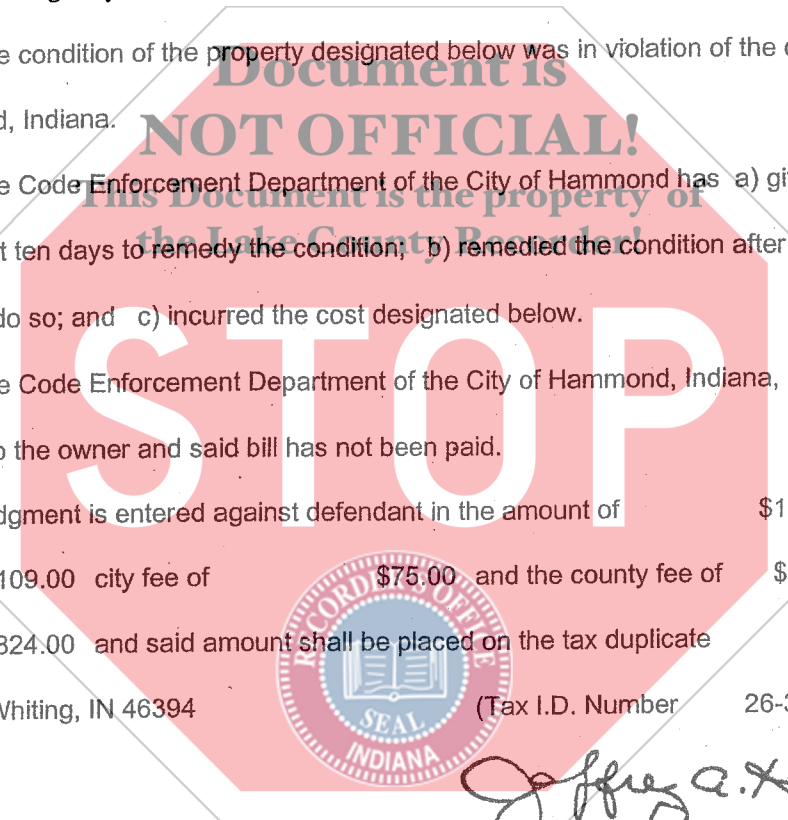 e condition of the property designated below was in violation of the
Document is
d, Indiana.
NOT OFFICIAL!
e Code Enforcement Department of the City of Hammond has a) gi
This Document is the property of
the Lake County Recorder!
t ten days to remedy the condition; b) remedied the condition after
do so; and c) incurred the cost designated below.
STOP
e Code Enforcement Department of the City of Hammond, Indiana,
o the owner and said bill has not been paid.
dgment is entered against defendant in the amount of $1
109.00 city fee of $75.00 and the county fee of $
324.00 and said amount shall be placed on the tax duplicate
Whiting, IN 46394 (Tax I.D. Number 26-3
RECORDER'S OFFICE
SEAL
INDIANA
Jeffrey A.